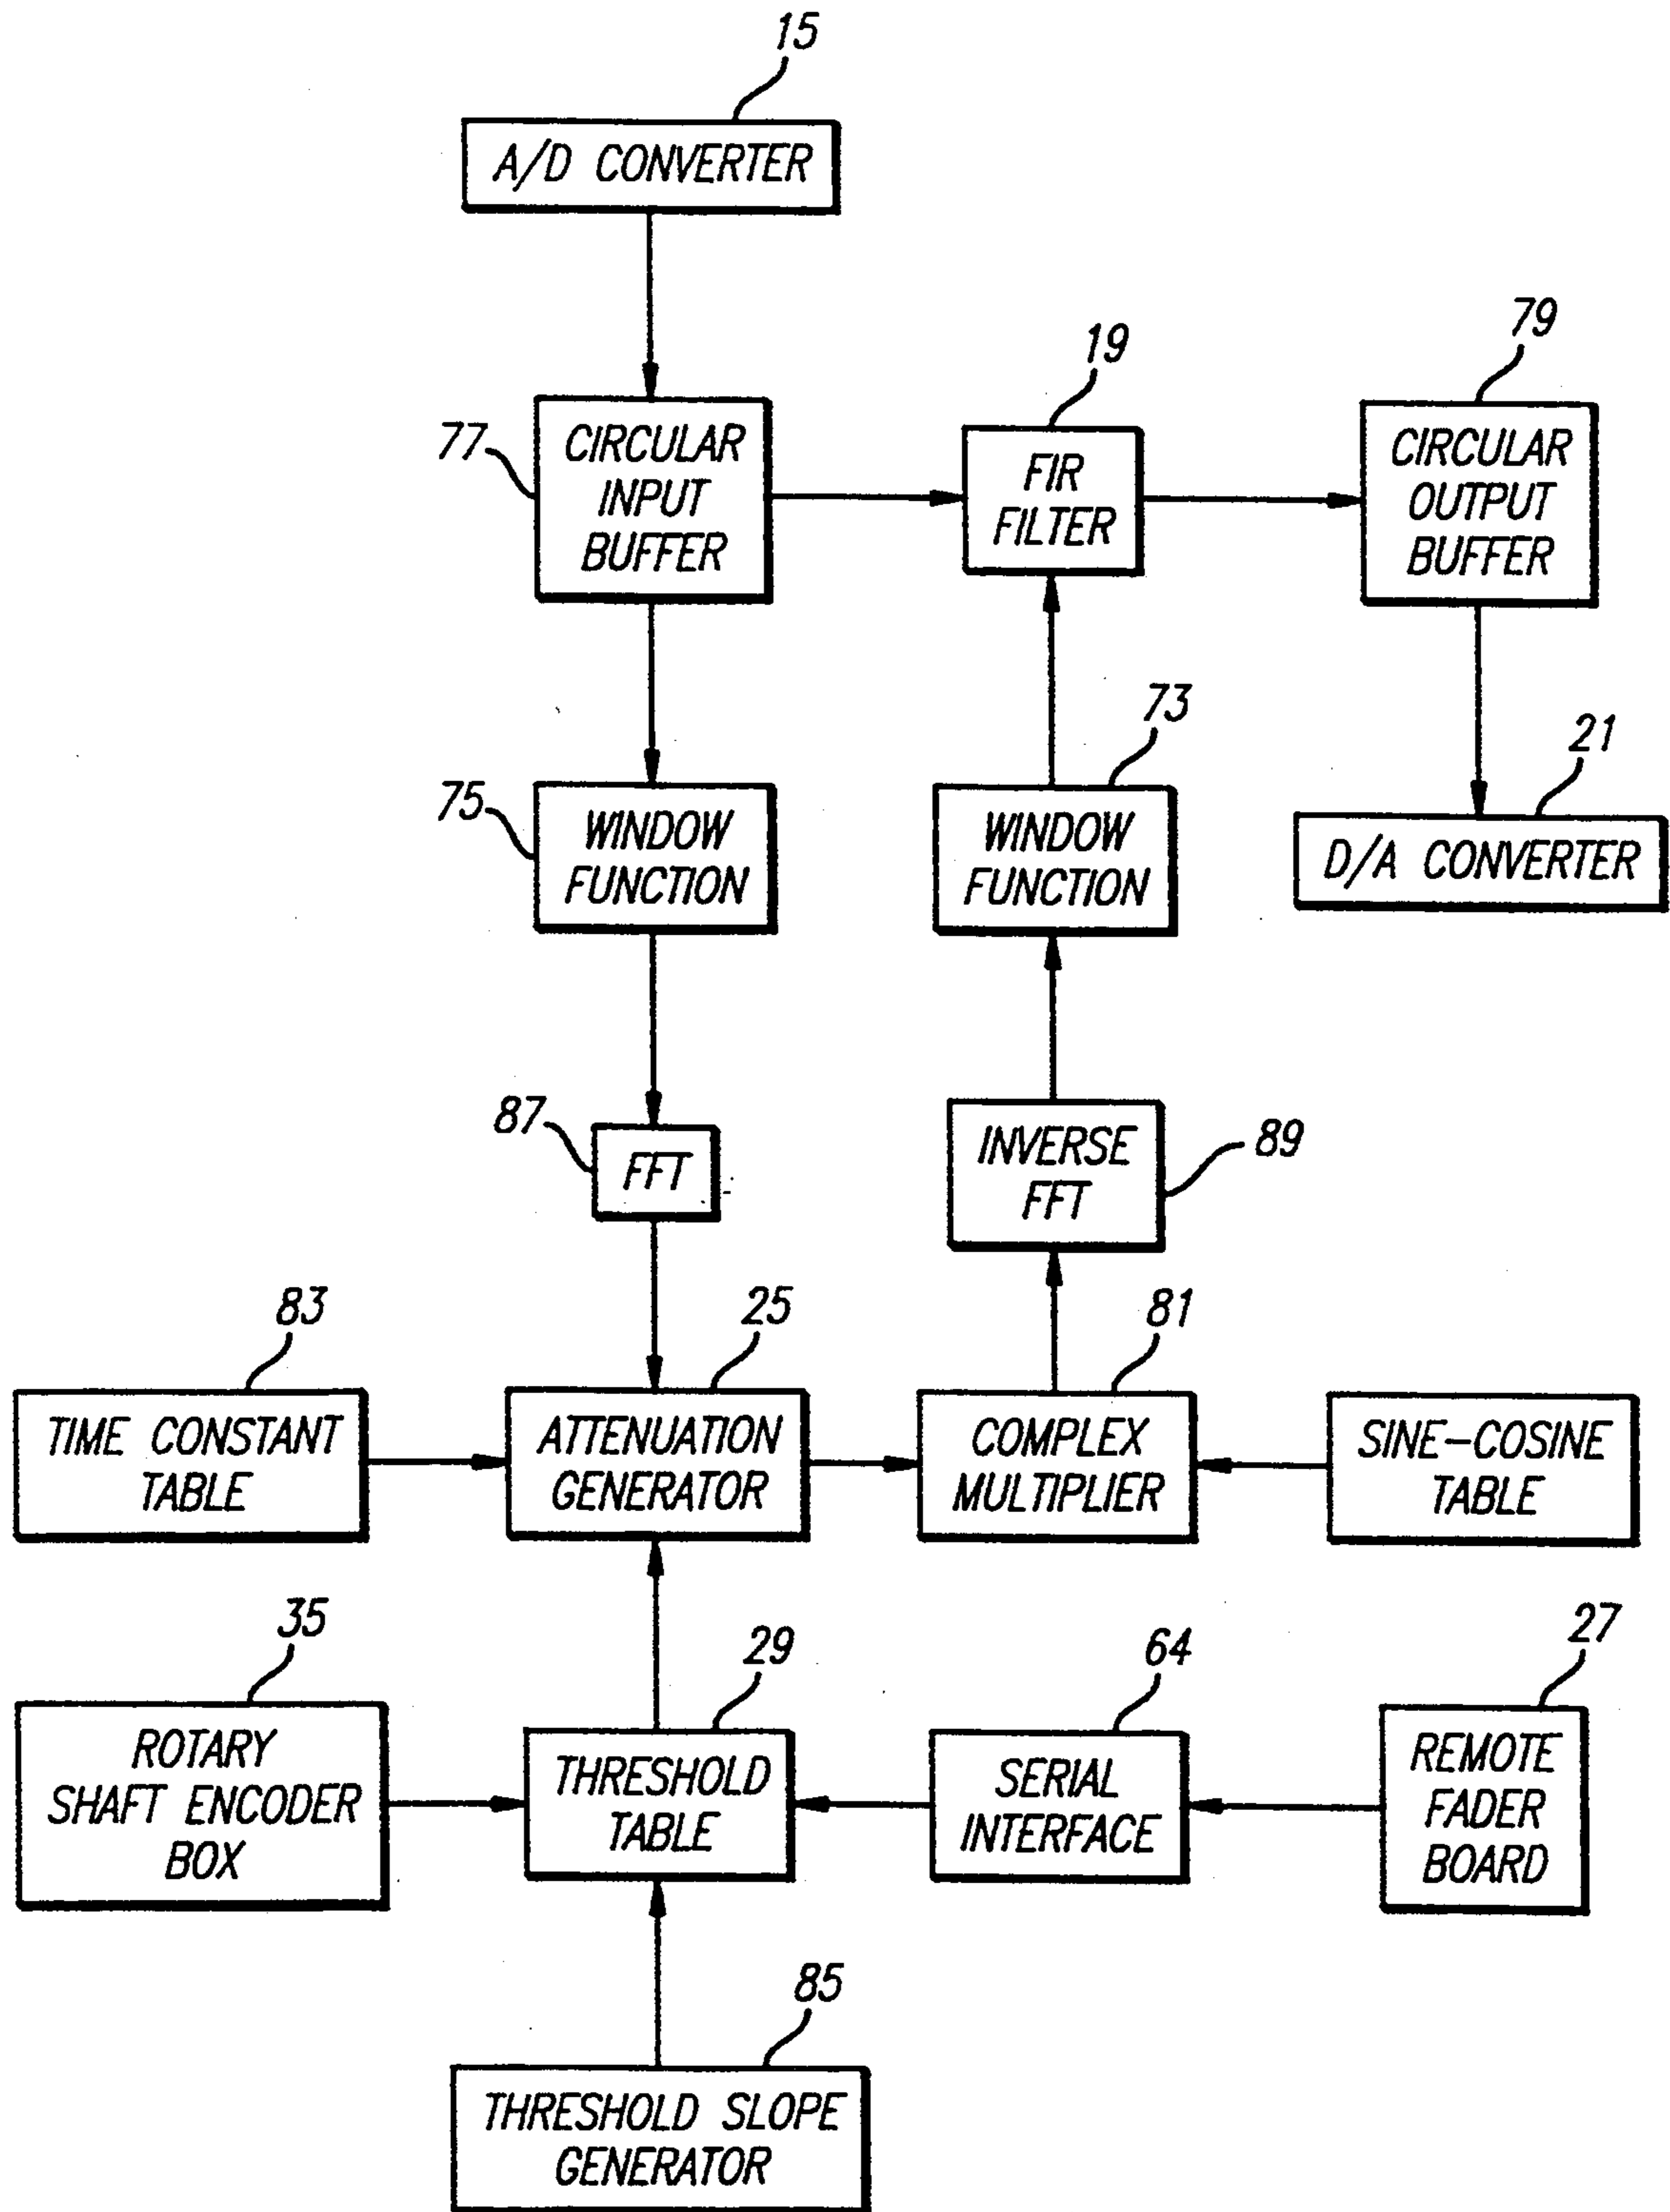 15
A/D CONVERTER
77
CIRCULAR
INPUT
BUFFER
19
FIR
FILTER
79
CIRCULAR
OUTPUT
BUFFER
75
WINDOW
FUNCTION
73
WINDOW
FUNCTION
21
D/A CONVERTER
87
FFT
INVERSE
FFT
89
83
TIME CONSTANT
TABLE
25
ATTENUATION
GENERATOR
81
COMPLEX
MULTIPLIER
SINE-COSINE
TABLE
35
ROTARY
SHAFT ENCODER
BOX
29
THRESHOLD
TABLE
64
SERIAL
INTERFACE
27
REMOTE
FADER
BOARD
85
THRESHOLD SLOPE
GENERATOR